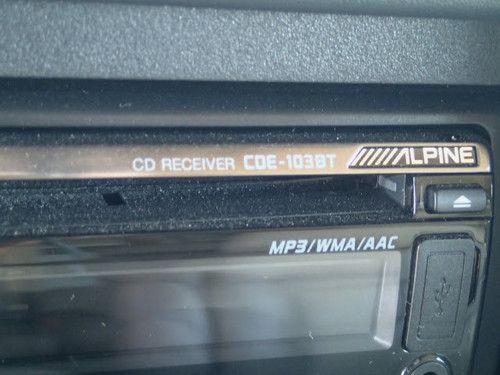 CD RECEIVER CDE-103BT ALPINE
MP3/WMA/AAC